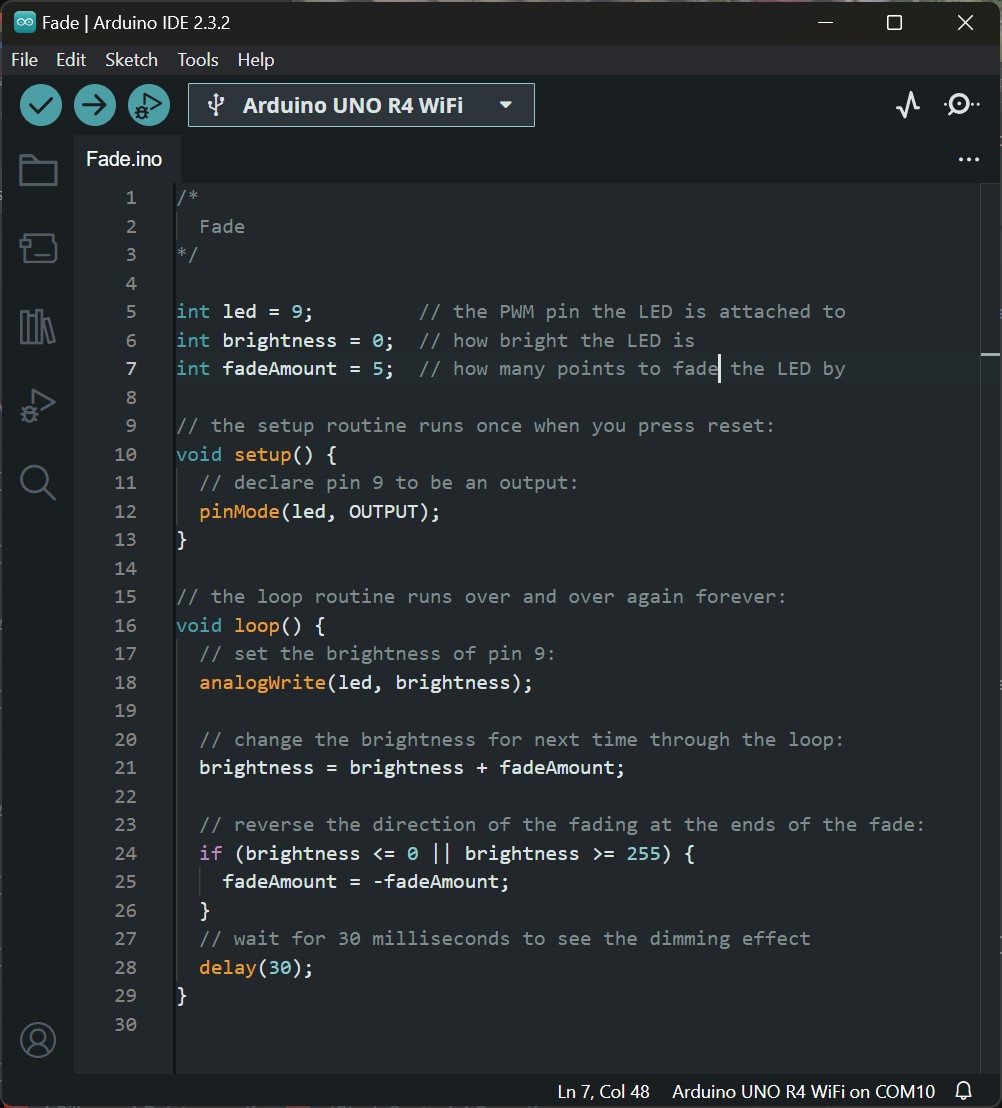 Fade | Arduino IDE 2.3.2
File Edit Sketch Tools Help
Arduino UNO R4 WiFi
Fade.ino
1 /*
2   Fade
3 */
4
5 int led = 9;         // the PWM pin the LED is attached to
6 int brightness = 0;  // how bright the LED is
7 int fadeAmount = 5;  // how many points to fade the LED by
8
9 // the setup routine runs once when you press reset:
10 void setup() {
11   // declare pin 9 to be an output:
12   pinMode(led, OUTPUT);
13 }
14
15 // the loop routine runs over and over again forever:
16 void loop() {
17   // set the brightness of pin 9:
18   analogWrite(led, brightness);
19
20   // change the brightness for next time through the loop:
21   brightness = brightness + fadeAmount;
22
23   // reverse the direction of the fading at the ends of the fade:
24   if (brightness <= 0 || brightness >= 255) {
25     fadeAmount = -fadeAmount;
26   }
27   // wait for 30 milliseconds to see the dimming effect
28   delay(30);
29 }
30
Ln 7, Col 48 Arduino UNO R4 WiFi on COM10